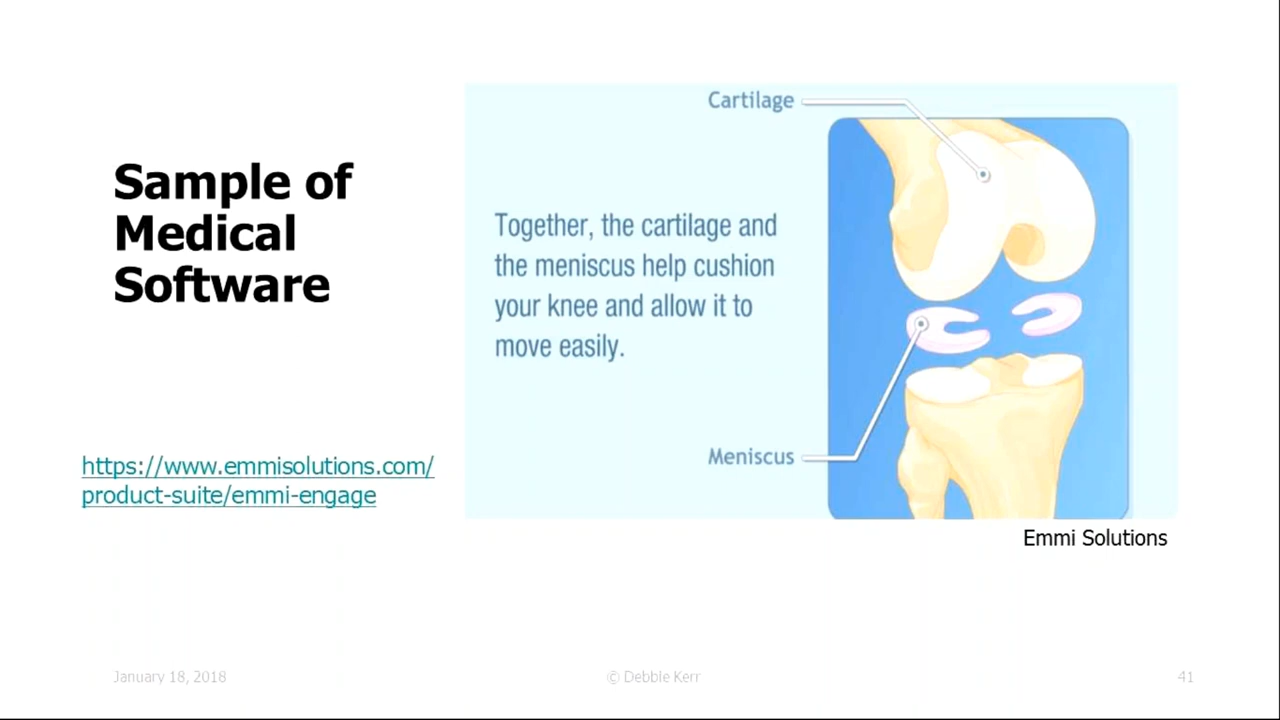 Sample of
Medical
Software
https://www.emmisolutions.com/
product-suite/emmi-engage
Cartilage
Together, the cartilage and
the meniscus help cushion
your knee and allow it to
move easily.
Meniscus
Emmi Solutions
January 18, 2018
© Debbie Kerr
41